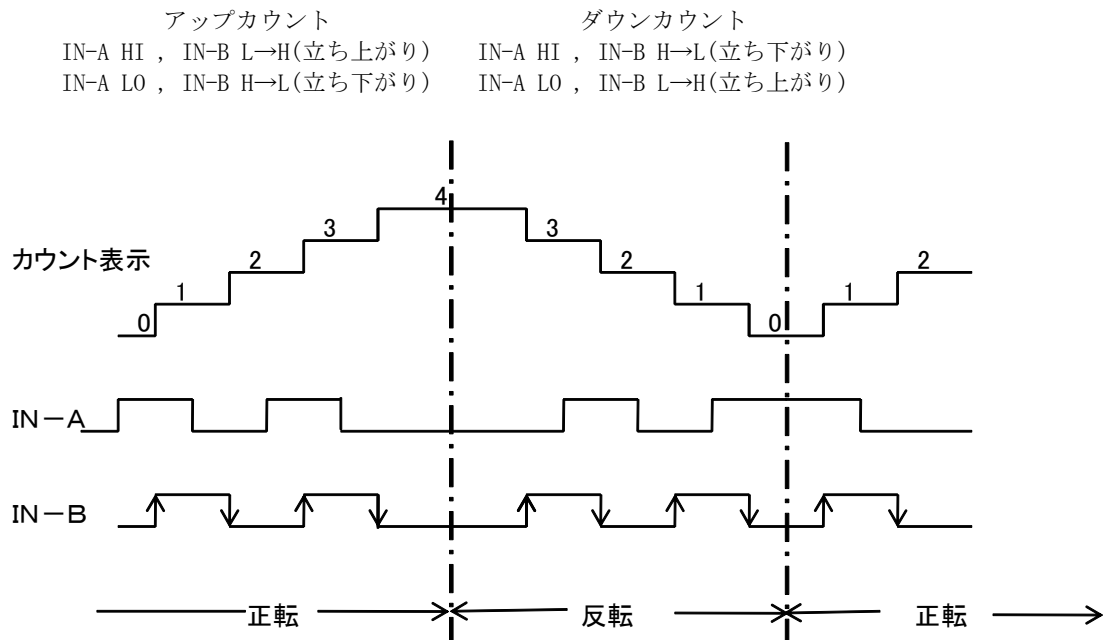 アップカウント ダウンカウント
IN-A HI , IN-B L→H(立ち上がり) IN-A HI , IN-B H→L(立ち下がり)
IN-A LO , IN-B H→L(立ち下がり) IN-A LO , IN-B L→H(立ち上がり)
カウント表示
0 1 2 3 4 3 2 1 0 1 2
IN－A
IN－B
正転 反転 正転